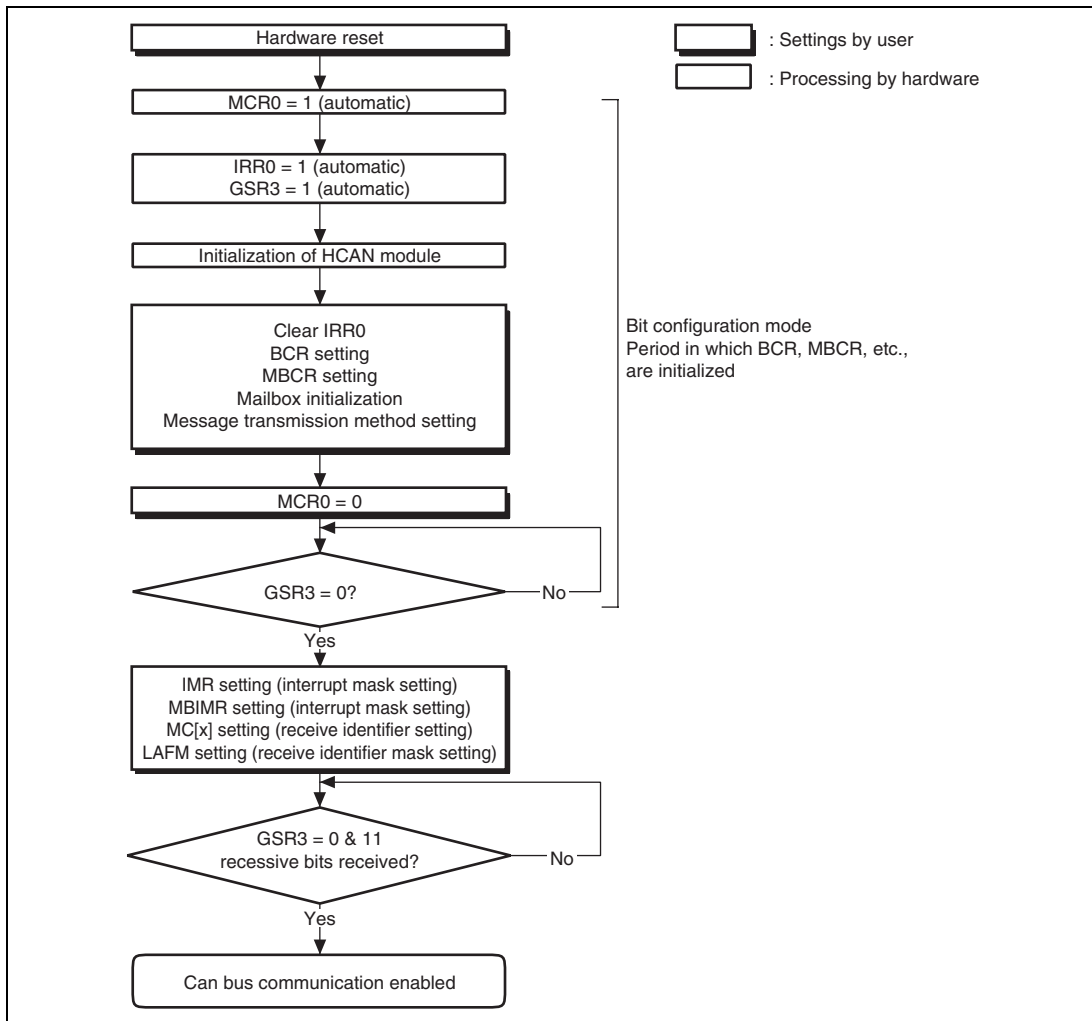 Hardware reset
: Settings by user
: Processing by hardware
MCR0 = 1 (automatic)
IRR0 = 1 (automatic)
GSR3 = 1 (automatic)
Initialization of HCAN module
Clear IRR0
BCR setting
MBCR setting
Mailbox initialization
Message transmission method setting
Bit configuration mode
Period in which BCR, MBCR, etc.,
are initialized
MCR0 = 0
GSR3 = 0?
No
Yes
IMR setting (interrupt mask setting)
MBIMR setting (interrupt mask setting)
MC[x] setting (receive identifier setting)
LAFM setting (receive identifier mask setting)
GSR3 = 0 & 11
recessive bits received?
No
Yes
Can bus communication enabled